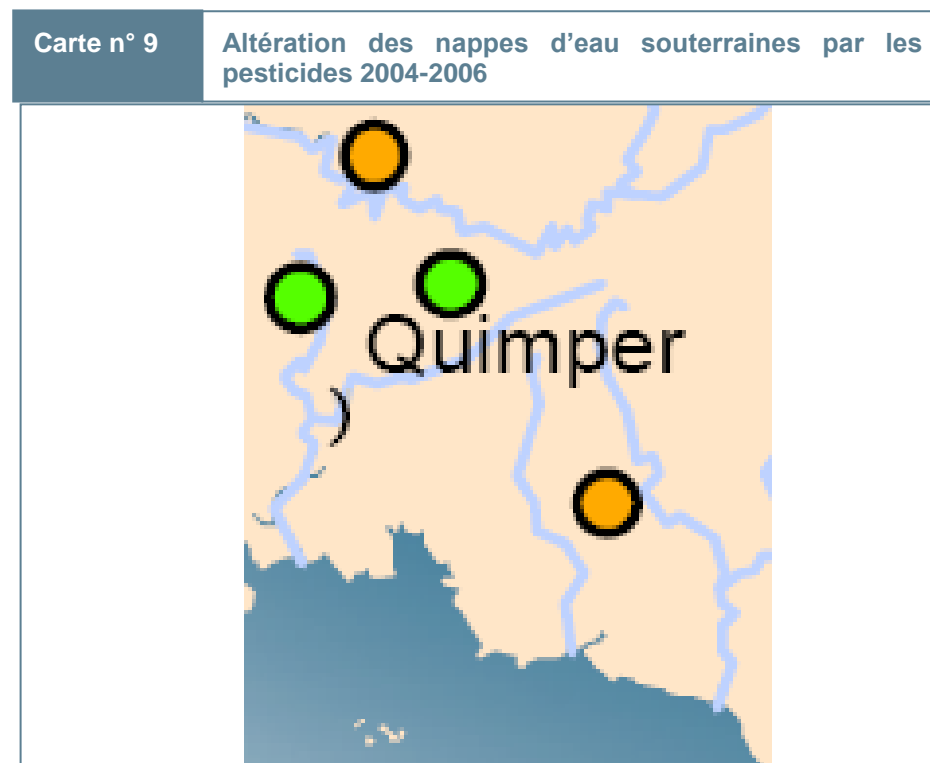 Carte n° 9
Altération des nappes d'eau souterraines par les
pesticides 2004-2006
Quimper